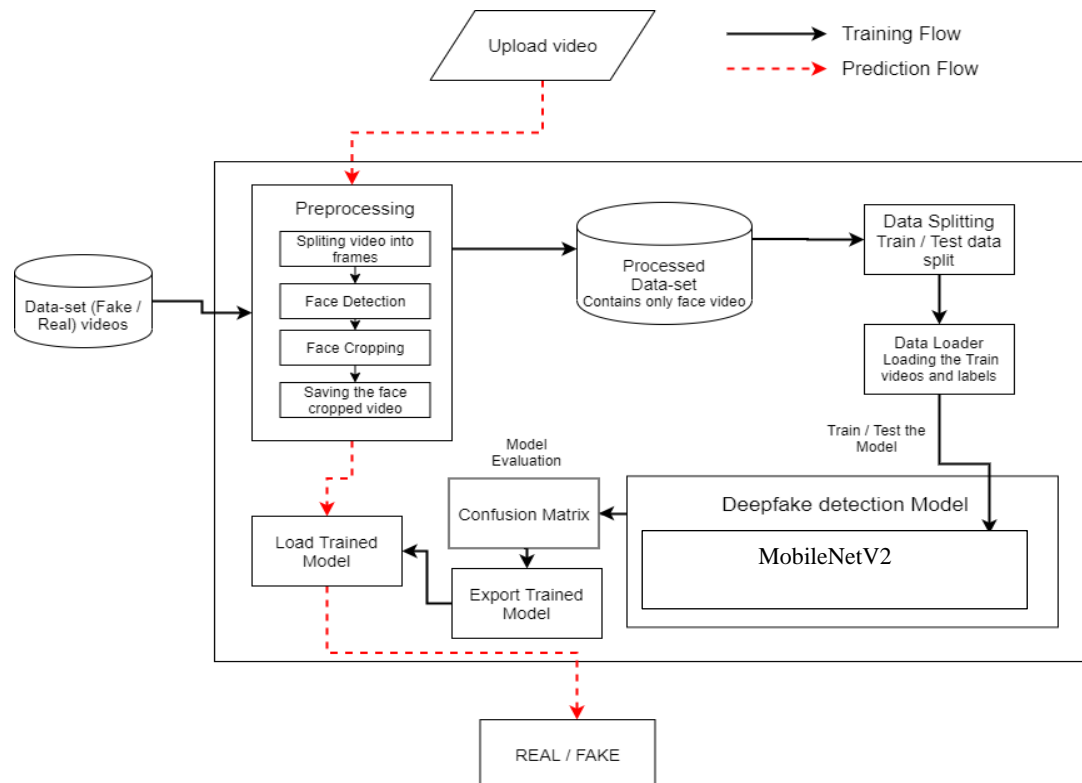 Upload video
Training Flow
Prediction Flow
Preprocessing
Spliting video into
frames
Face Detection
Face Cropping
Saving the face
cropped video
Data-set (Fake /
Real) videos
Processed
Data-set
Contains only face video
Data Splitting
Train / Test data
split
Data Loader
Loading the Train
videos and labels
Train / Test the
Model
Model
Evaluation
Confusion Matrix
Deepfake detection Model
MobileNetV2
Load Trained
Model
Export Trained
Model
REAL / FAKE